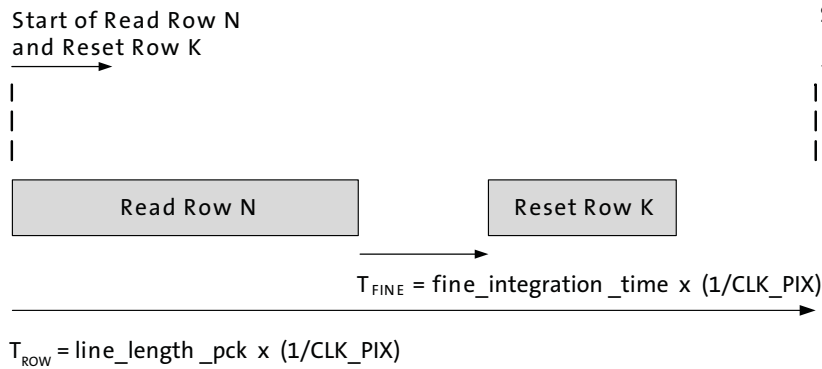 Start of Read Row N
and Reset Row K
Read Row N
Reset Row K
T_FINE = fine_integration _time x (1/CLK_PIX)
T_ROW = line_length _pck x (1/CLK_PIX)